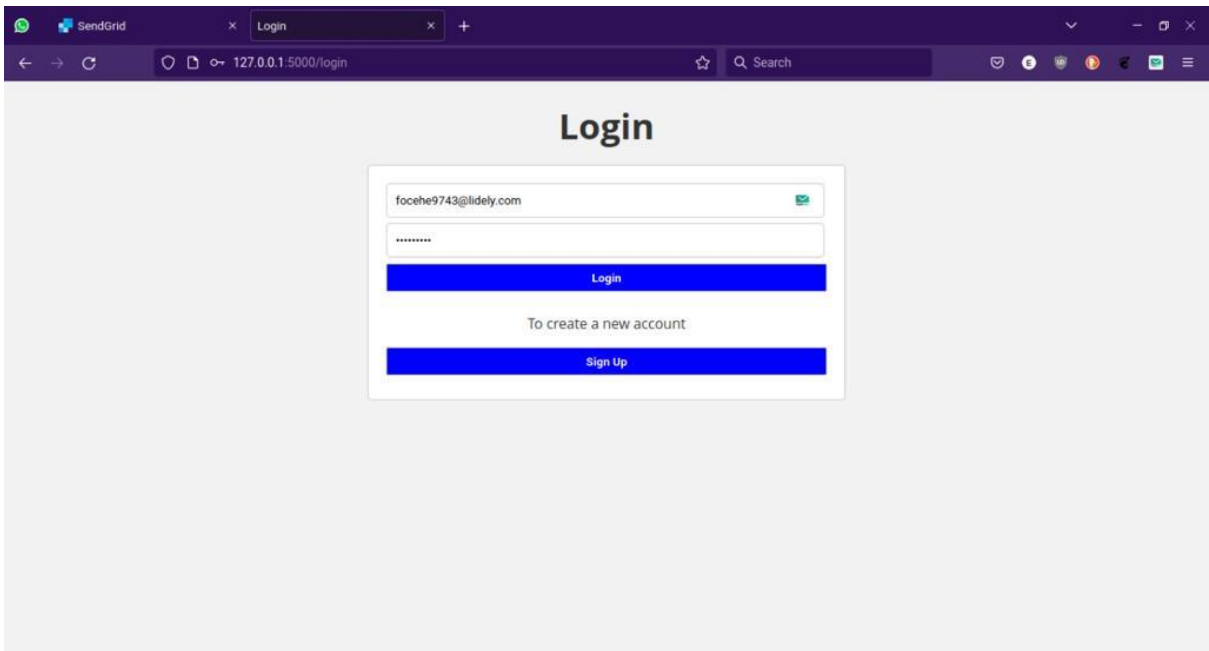 SendGrid Login
127.0.0.1:5000/login Search
Login
focehe9743@lidely.com
•••••••••
Login
To create a new account
Sign Up